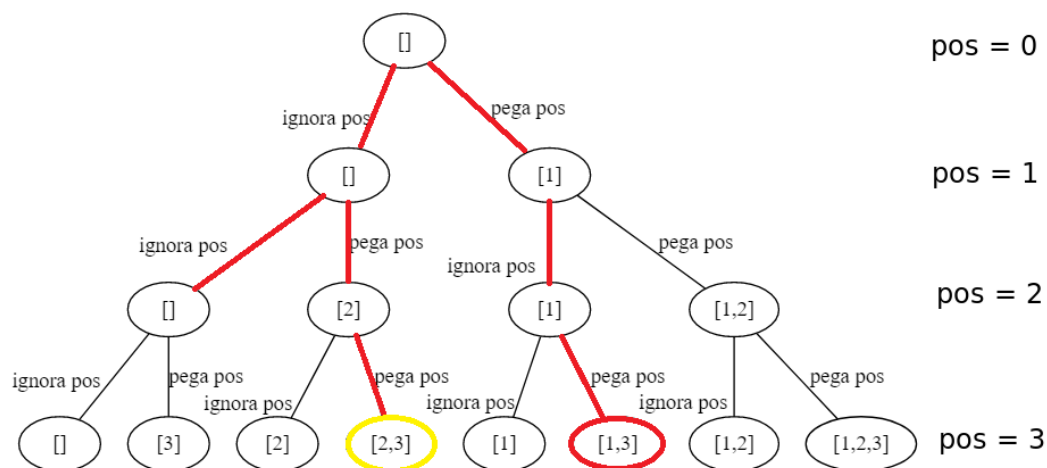 []
pos = 0
ignora pos
pega pos
[]
[1]
pos = 1
ignora pos
pega pos
ignora pos
pega pos
[]
[2]
[1]
[1,2]
pos = 2
ignora pos
pega pos
ignora pos
pega pos
ignora pos
pega pos
ignora pos
pega pos
[]
[3]
[2]
[2,3]
[1]
[1,3]
[1,2]
[1,2,3]
pos = 3